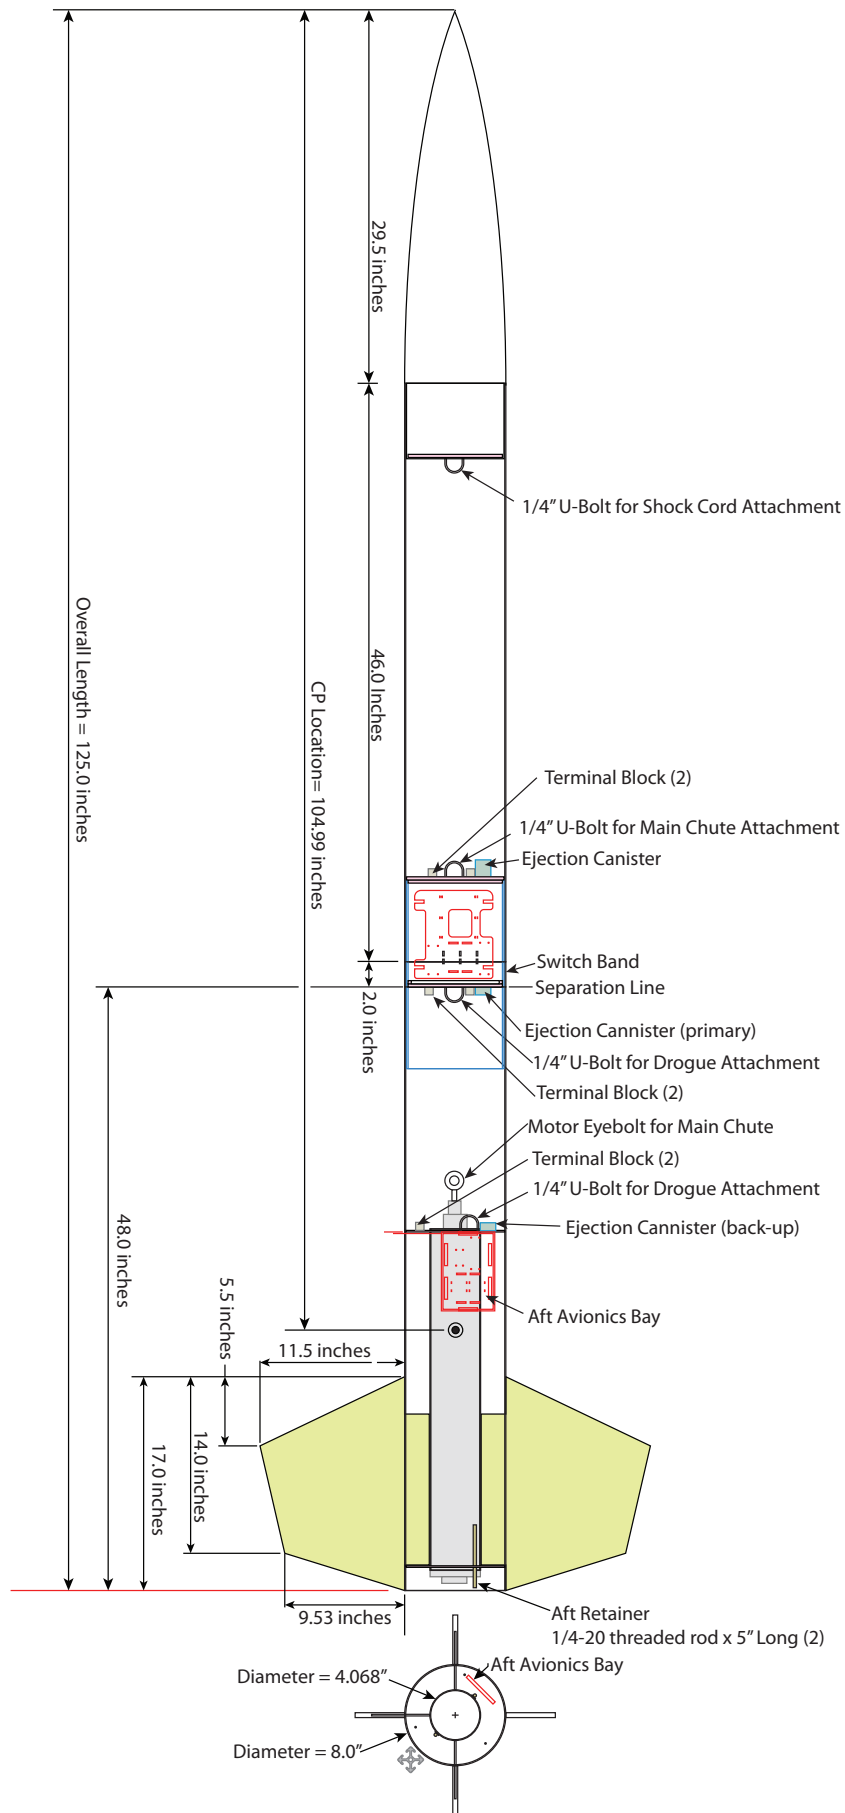 29.5 inches
1/4” U-Bolt for Shock Cord Attachment
Overall Length = 125.0 inches
CP Location= 104.99 inches
46.0 Inches
Terminal Block (2)
1/4” U-Bolt for Main Chute Attachment
Ejection Canister
Switch Band
Separation Line
2.0 inches
Ejection Cannister (primary)
1/4” U-Bolt for Drogue Attachment
Terminal Block (2)
Motor Eyebolt for Main Chute
Terminal Block (2)
1/4” U-Bolt for Drogue Attachment
Ejection Cannister (back-up)
48.0 inches
5.5 inches
Aft Avionics Bay
11.5 inches
14.0 inches
17.0 inches
9.53 inches
Aft Retainer
1/4-20 threaded rod x 5” Long (2)
Aft Avionics Bay
Diameter = 4.068”
Diameter = 8.0”